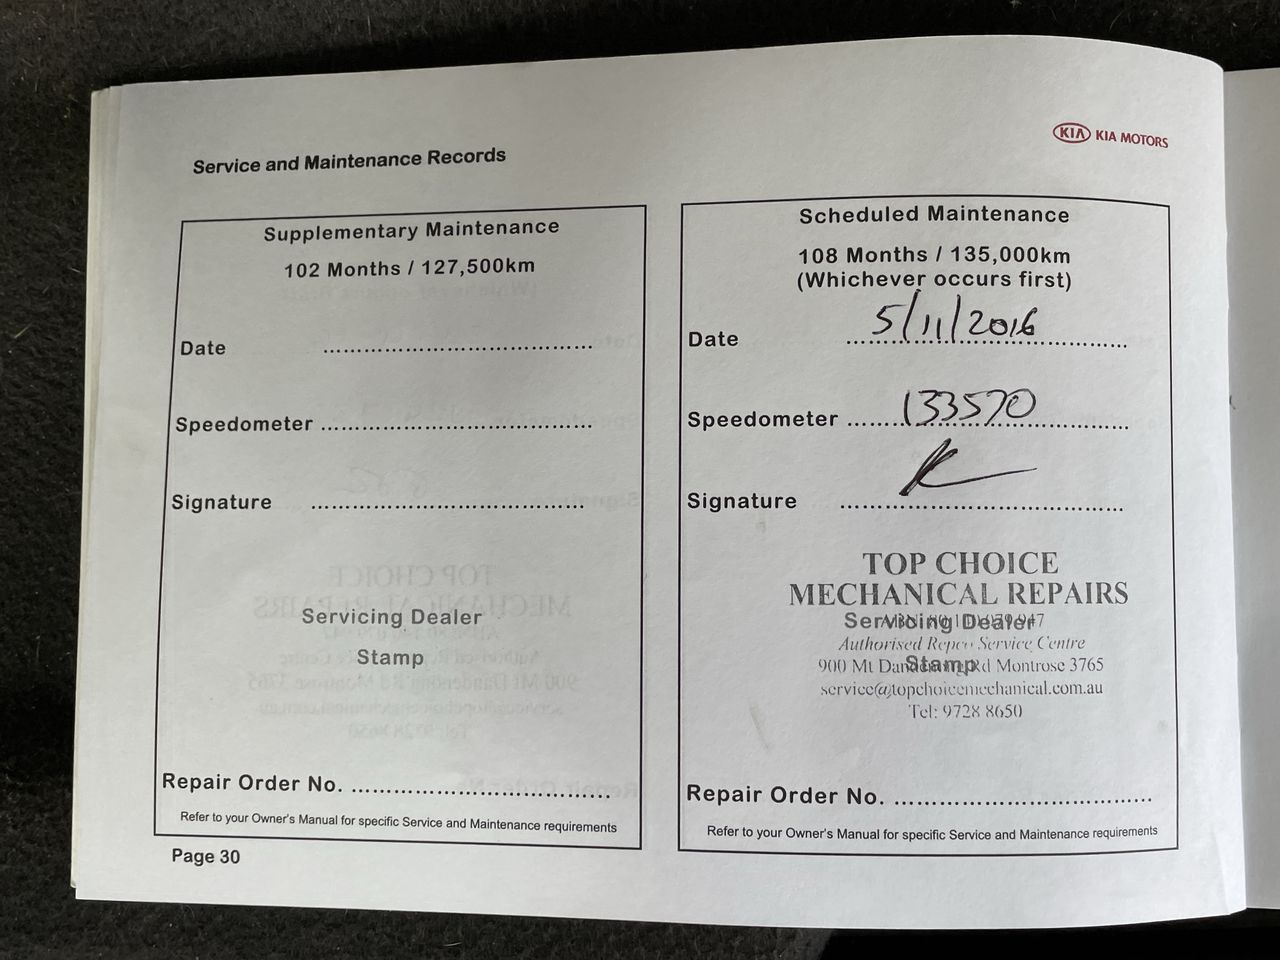 KIA KIA MOTORS
Service and Maintenance Records
Supplementary Maintenance
102 Months / 127,500km
Date
Speedometer
Signature
Servicing Dealer
Stamp
Repair Order No.
Refer to your Owner's Manual for specific Service and Maintenance requirements
Page 30
Scheduled Maintenance
108 Months / 135,000km
(Whichever occurs first)
Date 5/11/2016
Speedometer 133570
Signature
TOP CHOICE
MECHANICAL REPAIRS
Servicing Dealer
Authorised Repco Service Centre
Stamp
900 Mt Dandenong Rd Montrose 3765
service@topchoicemechanical.com.au
Tel: 9728 8650
Repair Order No.
Refer to your Owner's Manual for specific Service and Maintenance requirements